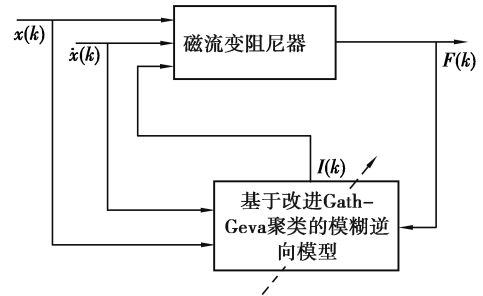 x(k)
ẋ(k)
磁流变阻尼器
F(k)
I(k)
基于改进Gath-
Geva聚类的模糊逆
向模型